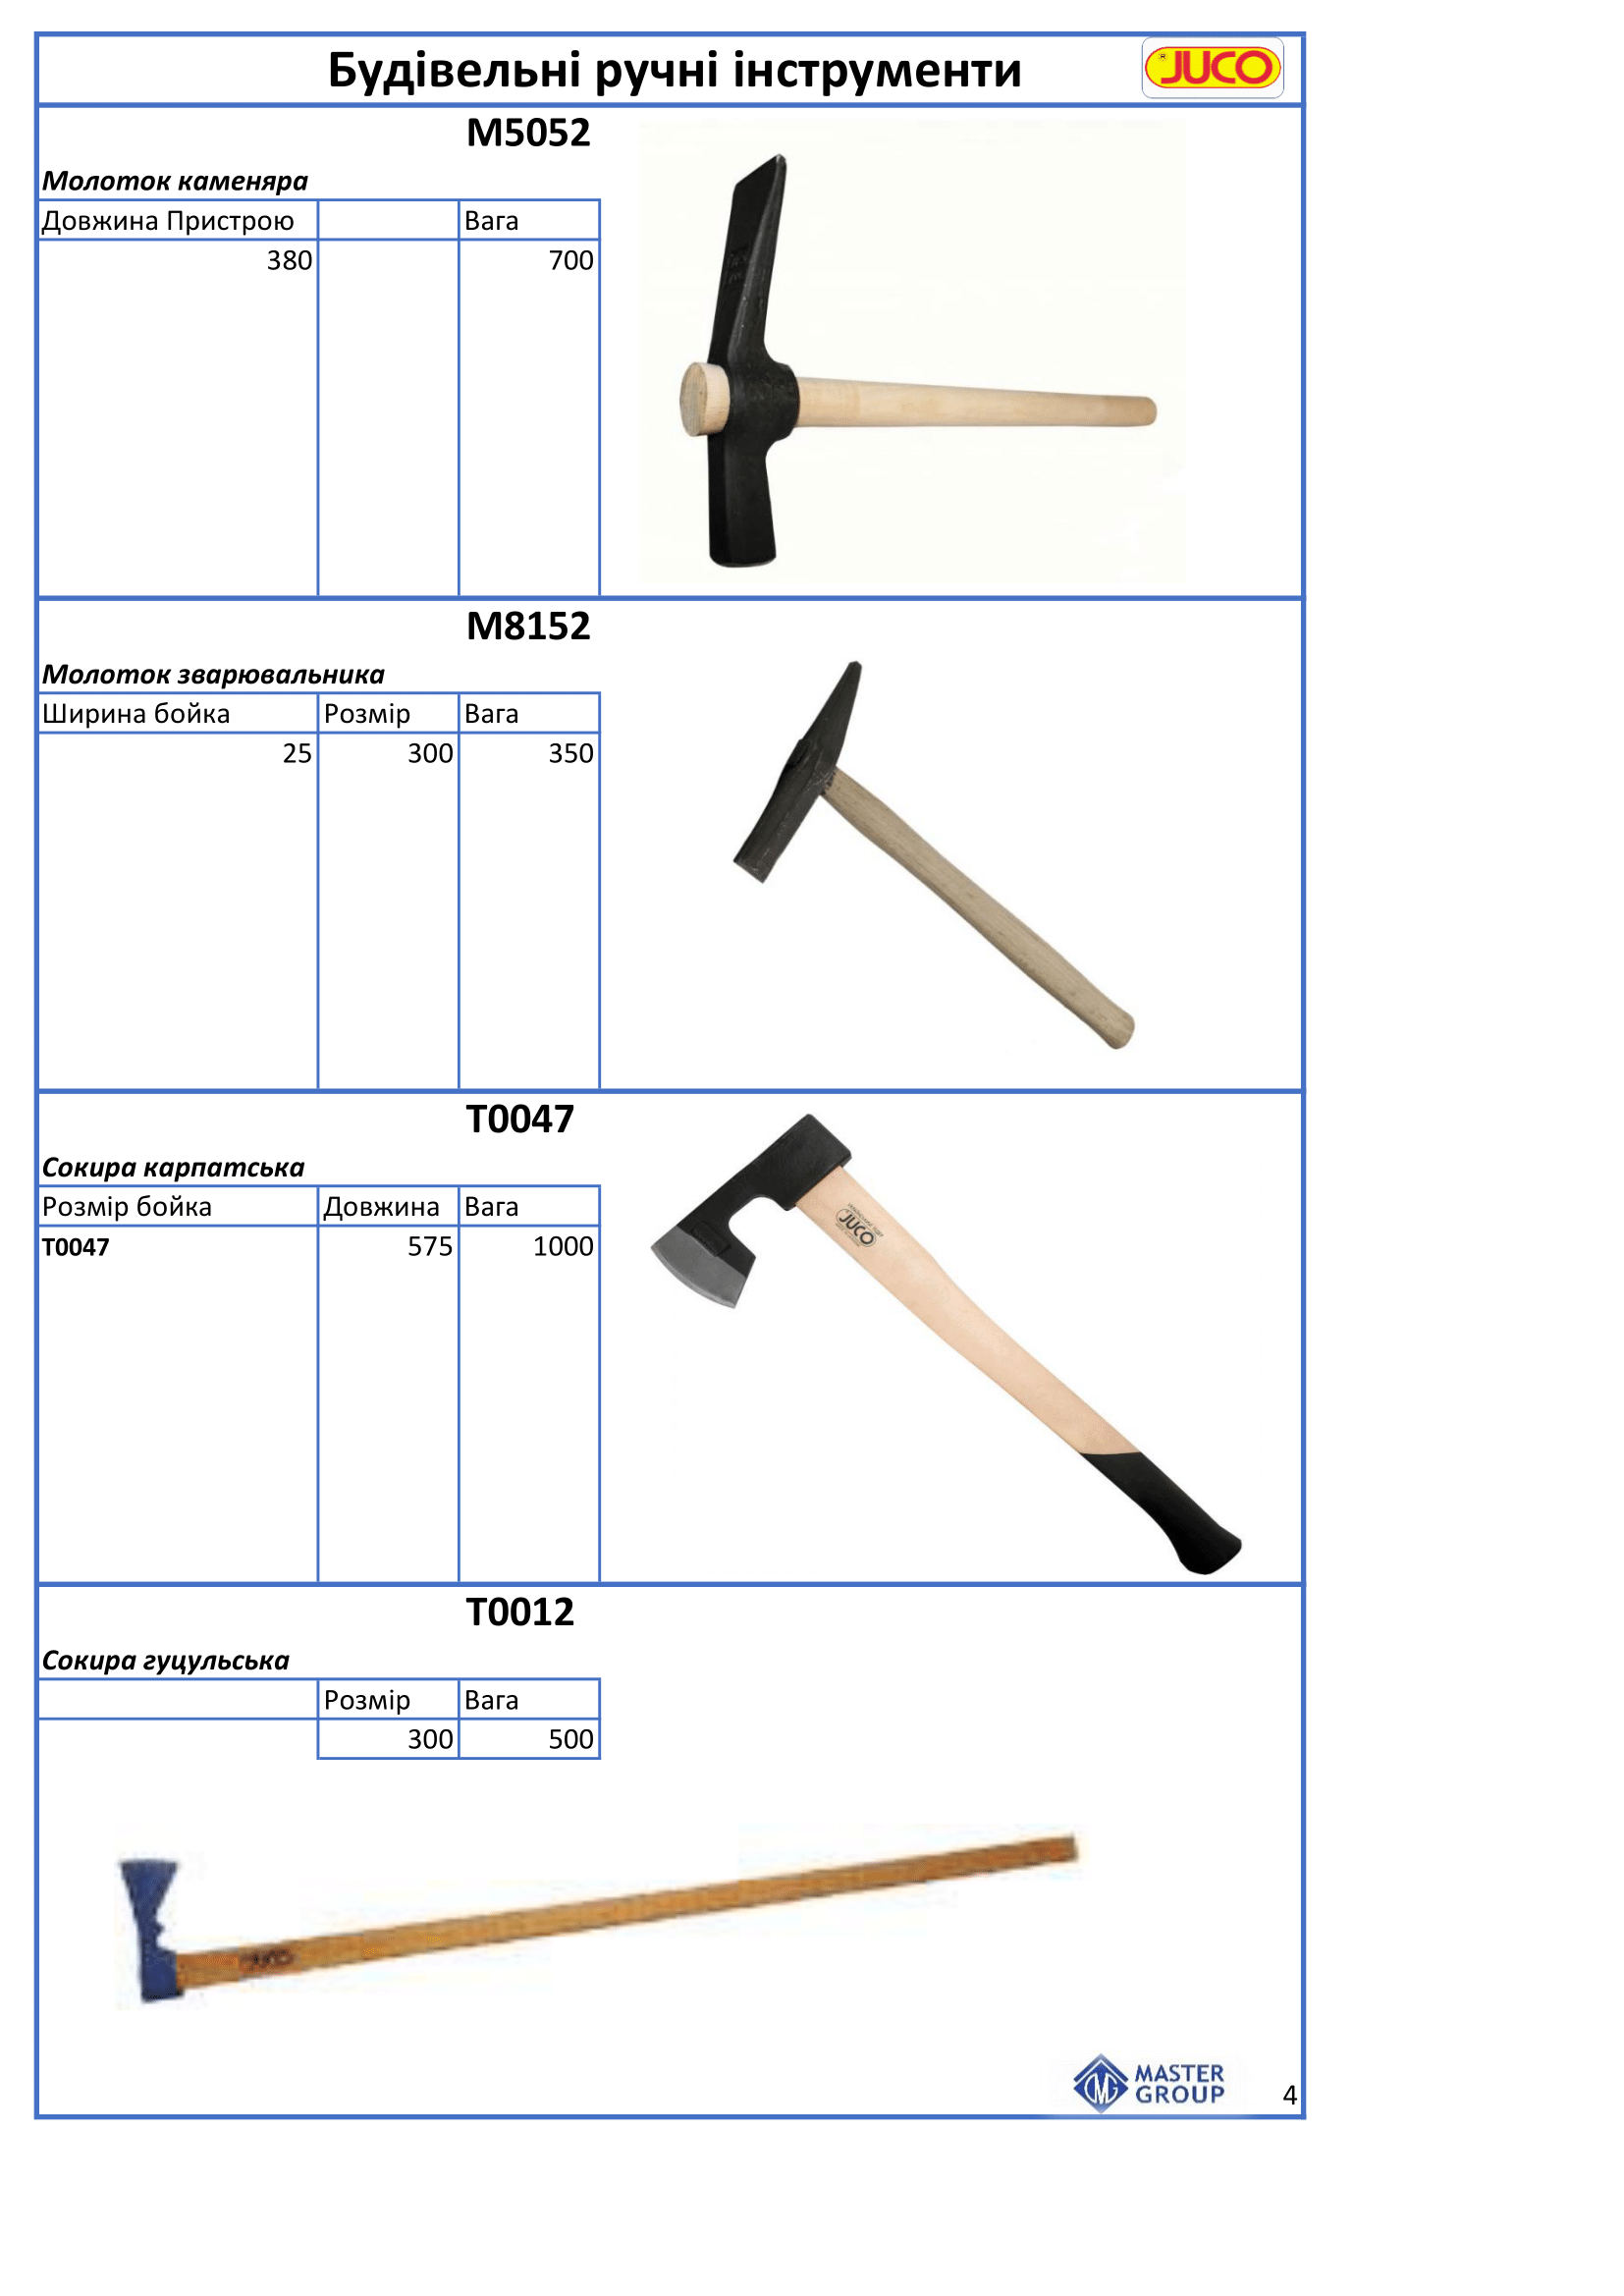 Будівельні ручні інструменти
JUCO
M5052
Молоток каменяра
Довжина Пристрою Вага
380 700
M8152
Молоток зварювальника
Ширина бойка Розмір Вага
25 300 350
T0047
Сокира карпатська
Розмір бойка Довжина Вага
T0047 575 1000
JUCO
T0012
Сокира гуцульська
Розмір Вага
300 500
JUCO
MASTER
GROUP
4